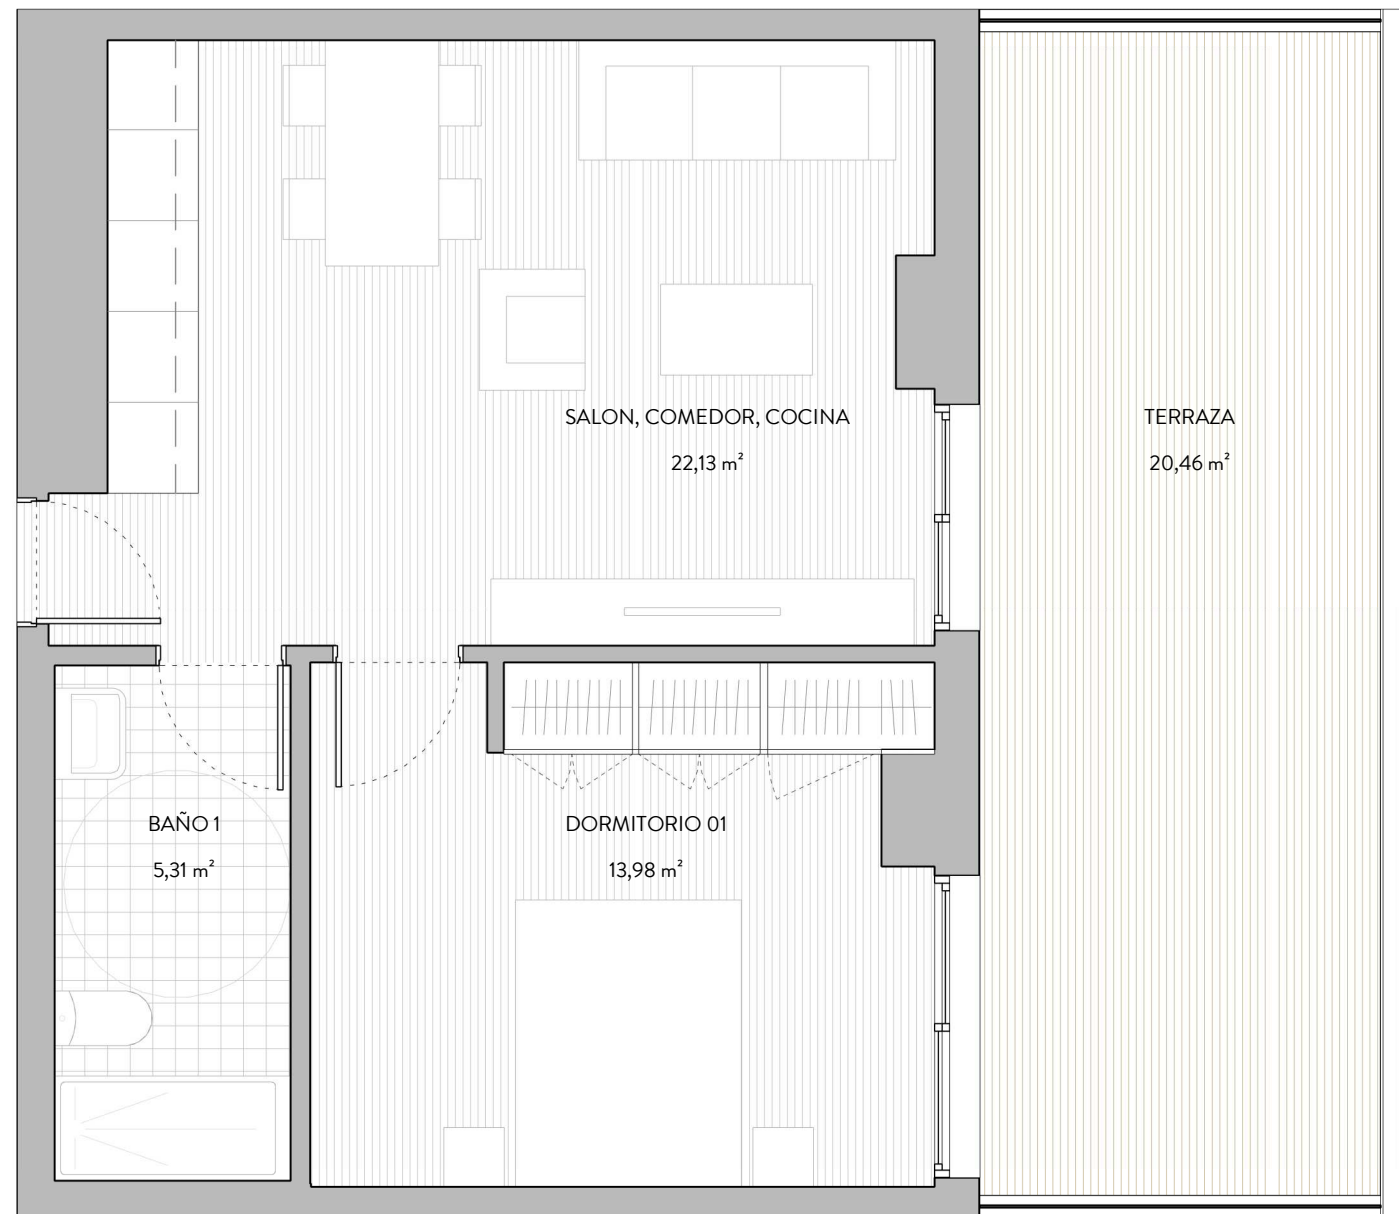 SALON, COMEDOR, COCINA
22,13 m²
TERRAZA
20,46 m²
BAÑO 1
5,31 m²
DORMITORIO 01
13,98 m²